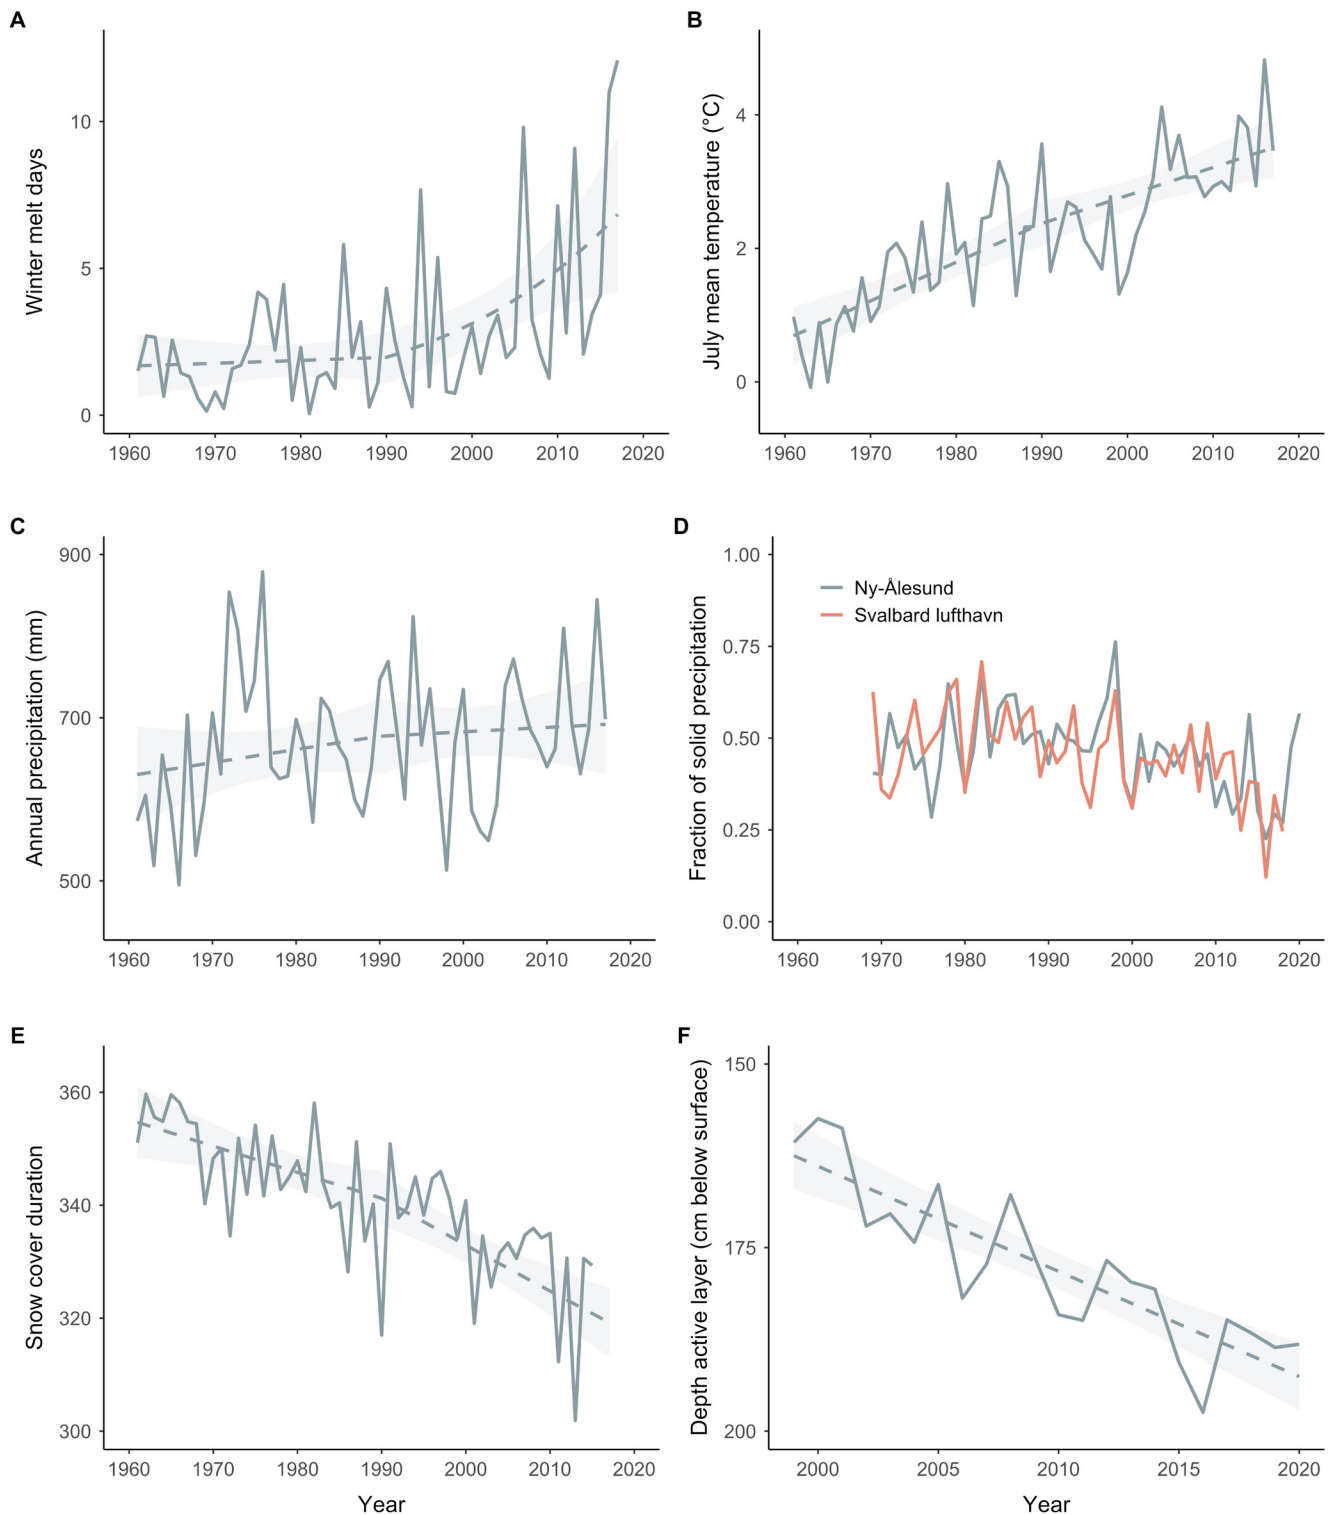 A
Winter melt days
10
5
0
1960 1970 1980 1990 2000 2010 2020
B
July mean temperature (°C)
4
2
0
1960 1970 1980 1990 2000 2010 2020
C
Annual precipitation (mm)
900
700
500
1960 1970 1980 1990 2000 2010 2020
D
Fraction of solid precipitation
1.00
0.75
0.50
0.25
0.00
Ny-Ålesund
Svalbard lufthavn
1960 1970 1980 1990 2000 2010 2020
E
Snow cover duration
360
340
320
300
1960 1970 1980 1990 2000 2010 2020
Year
F
Depth active layer (cm below surface)
150
175
200
2000 2005 2010 2015 2020
Year